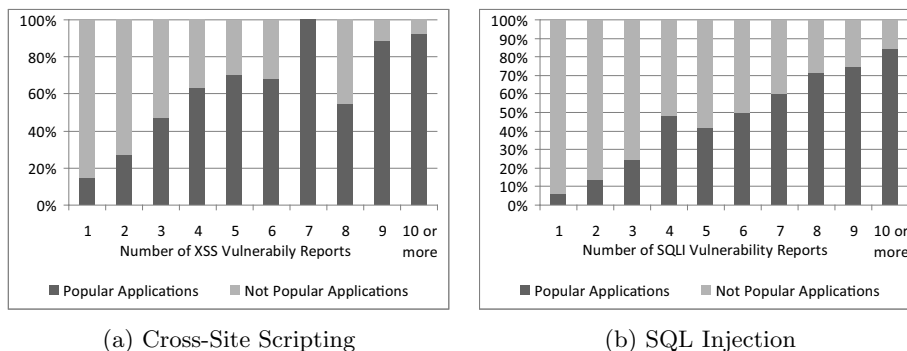 100%
80%
60%
40%
20%
0%
1 2 3 4 5 6 7 8 9 10 or more
Number of XSS Vulnerabily Reports
Popular Applications Not Popular Applications
(a) Cross-Site Scripting
100%
90%
80%
70%
60%
50%
40%
30%
20%
10%
0%
1 2 3 4 5 6 7 8 9 10 or more
Number of SQLI Vulnerability Reports
Popular Applications Not Popular Applications
(b) SQL Injection